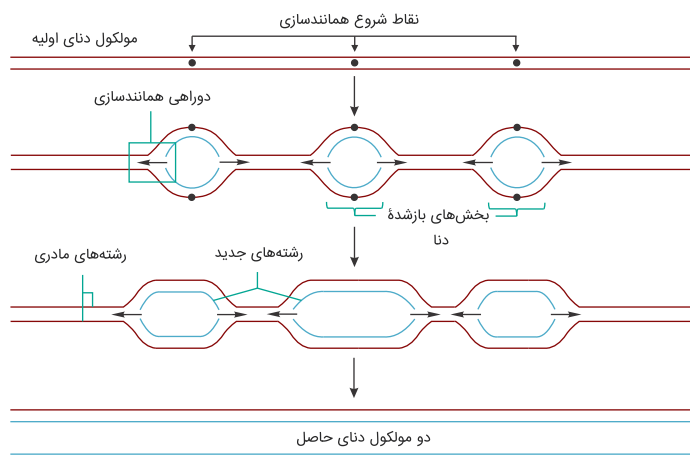 نقاط شروع همانندسازی
مولکول دنای اولیه
دوراهی همانندسازی
بخش‌های بازشدهٔ
دنا
رشته‌های جدید
رشته‌های مادری
دو مولکول دنای حاصل